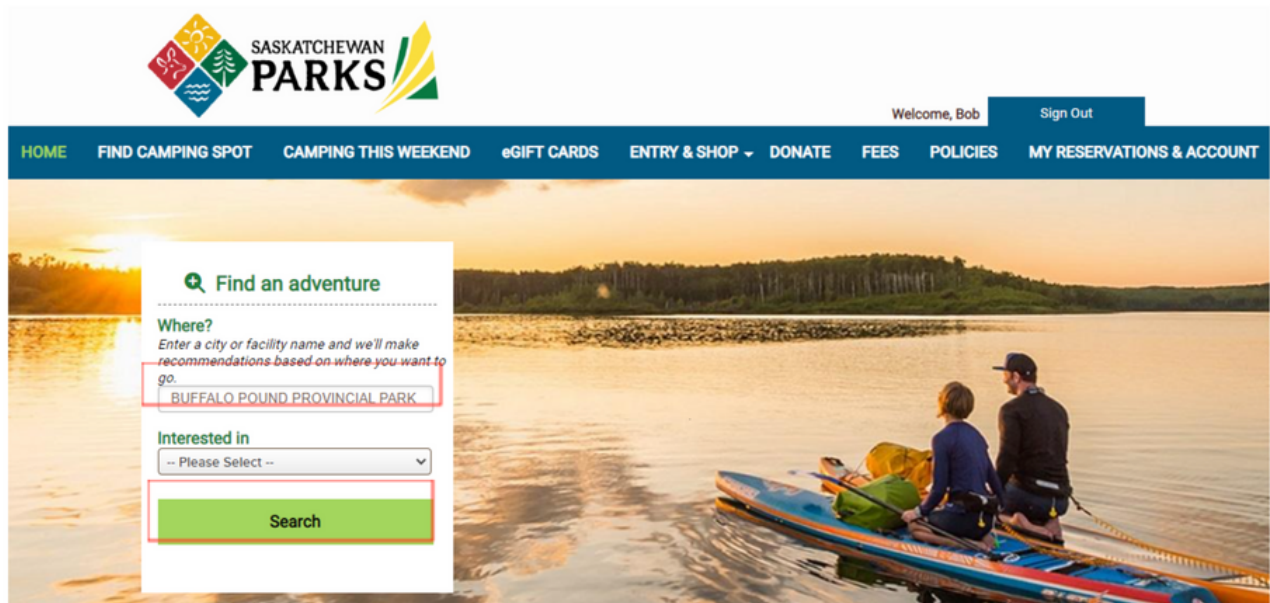 SASKATCHEWAN
PARKS
Welcome, Bob
Sign Out
HOME FIND CAMPING SPOT CAMPING THIS WEEKEND eGIFT CARDS ENTRY & SHOP DONATE FEES POLICIES MY RESERVATIONS & ACCOUNT
Find an adventure
Where?
Enter a city or facility name and we'll make
recommendations based on where you want to
go.
BUFFALO POUND PROVINCIAL PARK
Interested in
-- Please Select --
Search